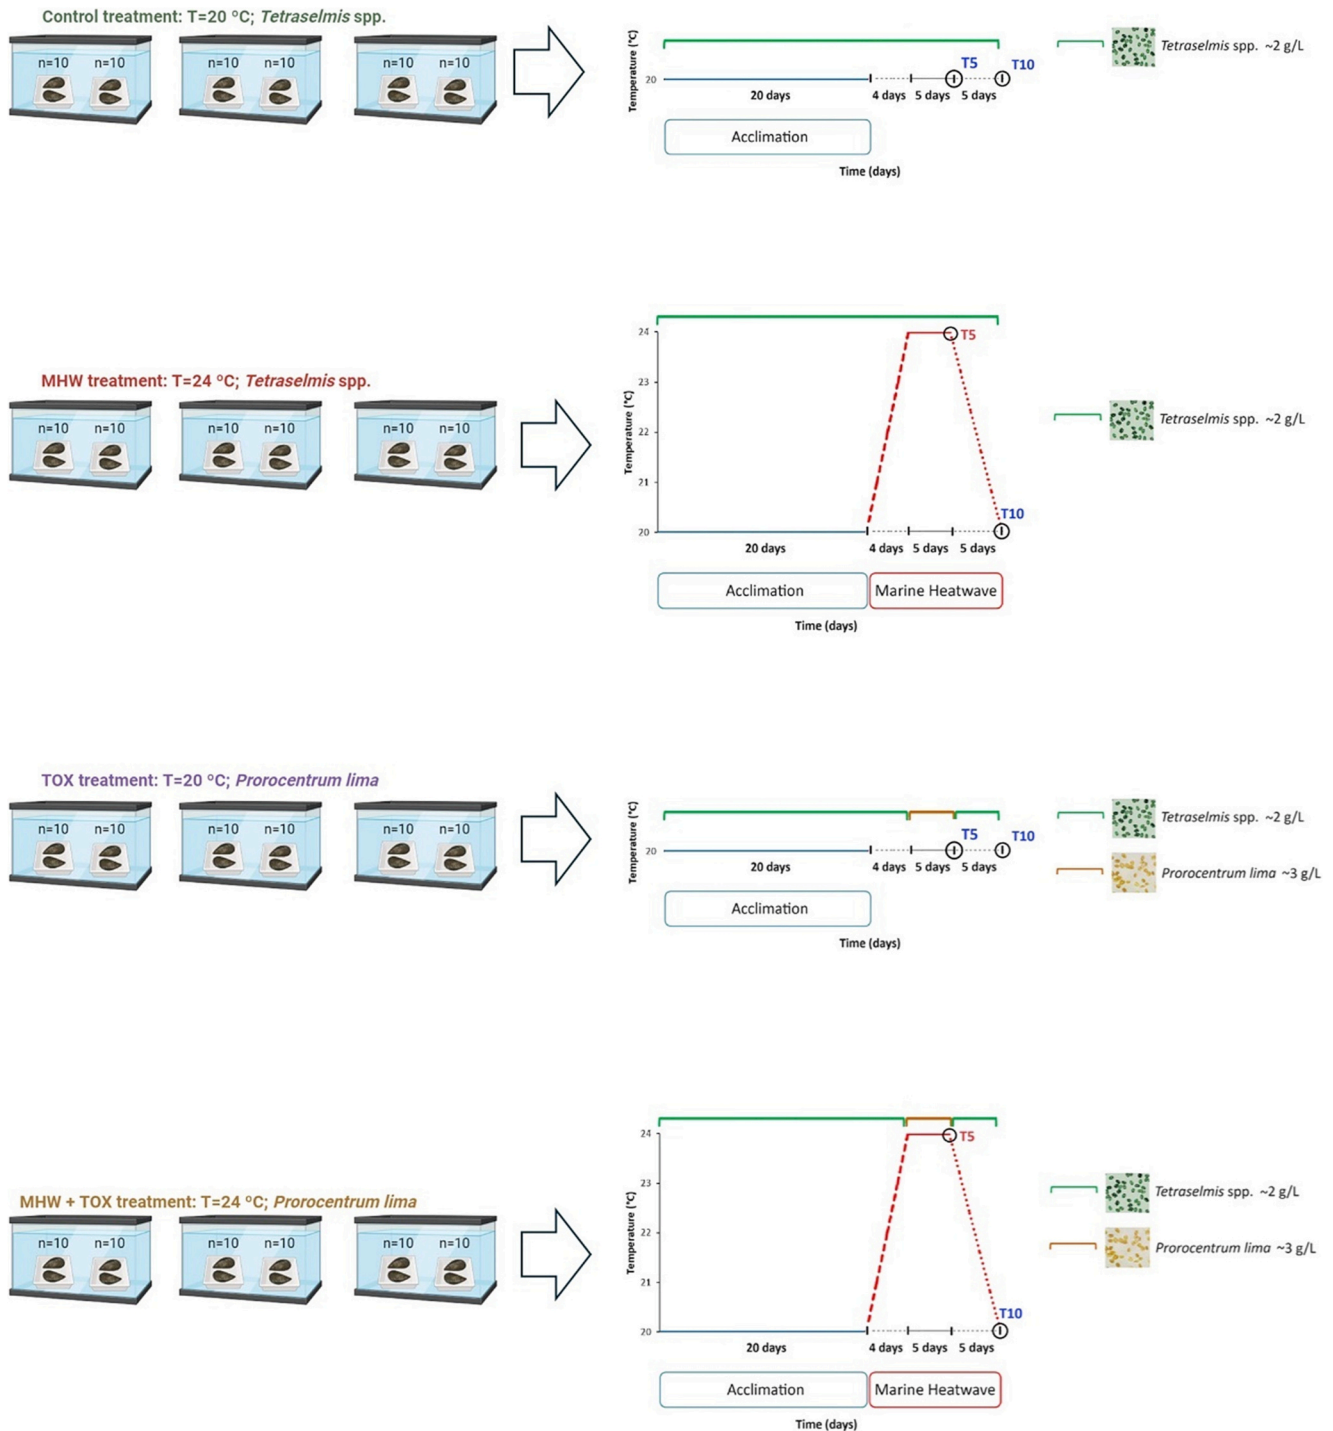 Control treatment: T=20 ºC; Tetraselmis spp.
n=10 n=10 n=10 n=10 n=10 n=10
Temperature (°C)
20
T5 T10
20 days 4 days 5 days 5 days
Acclimation
Time (days)
Tetraselmis spp. ~2 g/L
MHW treatment: T=24 ºC; Tetraselmis spp.
n=10 n=10 n=10 n=10 n=10 n=10
Temperature (°C)
24
23
22
21
20
T5
T10
20 days 4 days 5 days 5 days
Acclimation Marine Heatwave
Time (days)
Tetraselmis spp. ~2 g/L
TOX treatment: T=20 ºC; Prorocentrum lima
n=10 n=10 n=10 n=10 n=10 n=10
Temperature (°C)
20
T5 T10
20 days 4 days 5 days 5 days
Acclimation
Time (days)
Tetraselmis spp. ~2 g/L
Prorocentrum lima ~3 g/L
MHW + TOX treatment: T=24 ºC; Prorocentrum lima
n=10 n=10 n=10 n=10 n=10 n=10
Temperature (°C)
24
23
22
21
20
T5
T10
20 days 4 days 5 days 5 days
Acclimation Marine Heatwave
Time (days)
Tetraselmis spp. ~2 g/L
Prorocentrum lima ~3 g/L